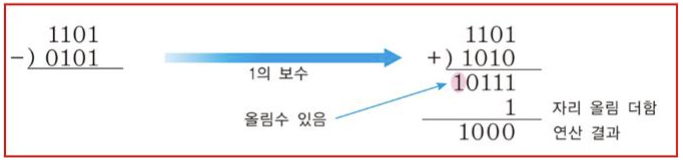 1101
−) 0101
1의 보수
1101
+) 1010
10111
올림수 있음
1 자리 올림 더함
1000 연산 결과